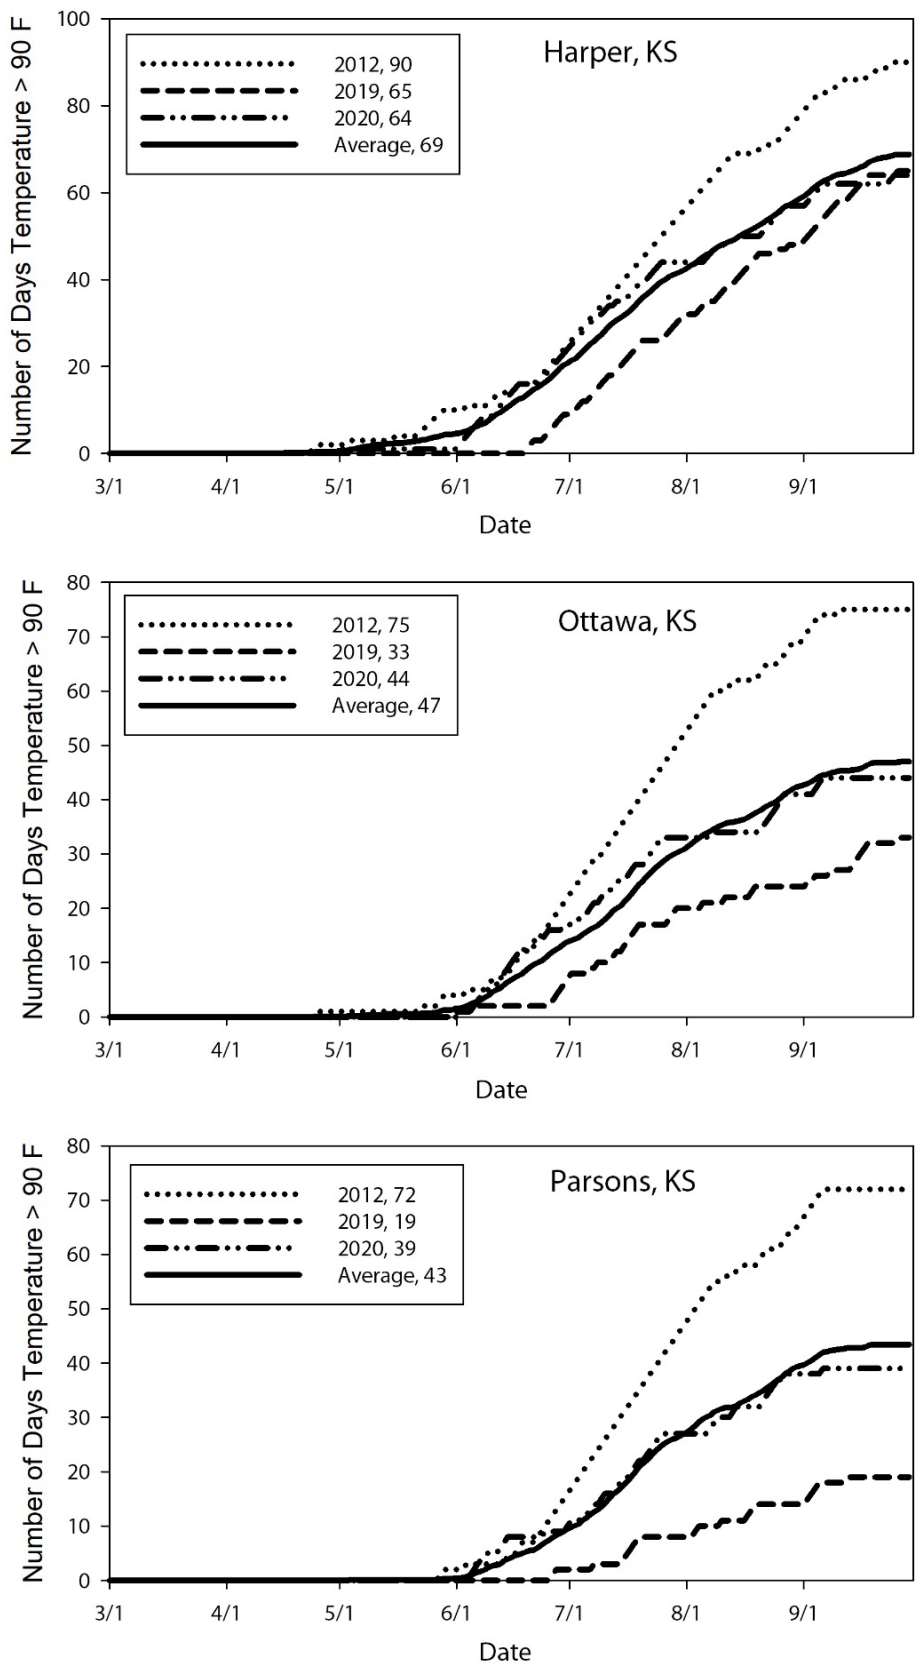 Number of Days Temperature > 90 F
Harper, KS
2012, 90
2019, 65
2020, 64
Average, 69
100
80
60
40
20
0
3/1 4/1 5/1 6/1 7/1 8/1 9/1
Date
Number of Days Temperature > 90 F
Ottawa, KS
2012, 75
2019, 33
2020, 44
Average, 47
80
70
60
50
40
30
20
10
0
3/1 4/1 5/1 6/1 7/1 8/1 9/1
Date
Number of Days Temperature > 90 F
Parsons, KS
2012, 72
2019, 19
2020, 39
Average, 43
80
70
60
50
40
30
20
10
0
3/1 4/1 5/1 6/1 7/1 8/1 9/1
Date